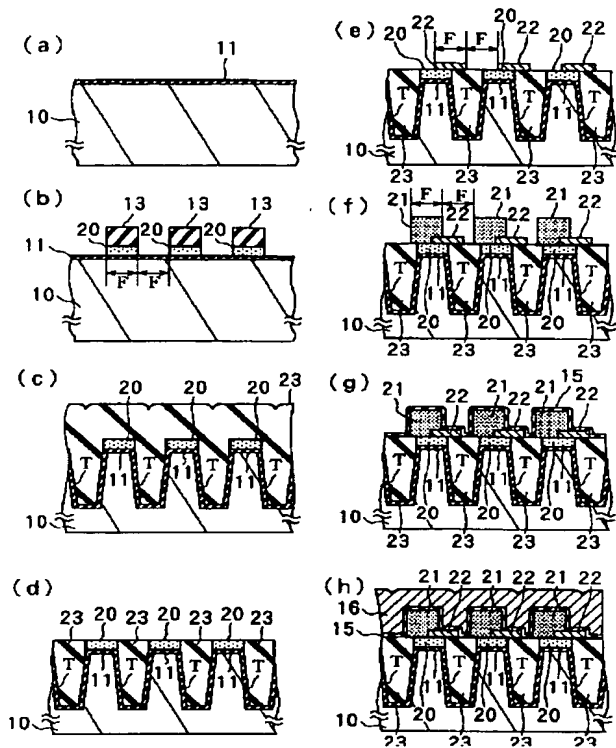 (a)
11
10
(b)
13 13 13
20 20 20
11
F F
10
(c)
20 20 20 23
T T T T
11 11 11
10
(d)
23 20 23 20 23 20 23
T T T T
11 11 11
10
(e)
22 F F 20 22 20 22
20
T T T T
11 11 11
10
23 23 23 23
(f)
F F 21 21
21 22 22 22
T T T T
11 11 11
10
23 20 23 20 23 20 23
(g)
21 22 21 22 21 15 22
T T T T
11 11 11
10
23 20 23 20 23 20 23
(h)
21 22 21 22 21 22
16
15
T T T T
11 11 11
10
23 20 23 20 23 20 23